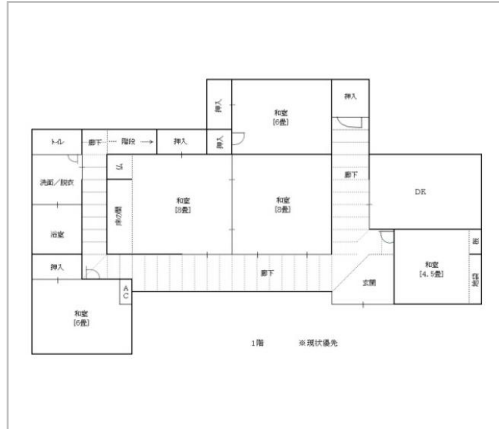 押入
和室
[6畳]
押入
押入
トイレ
廊下
階段
押入
廊下
洗面/脱衣
和室
[8畳]
和室
[8畳]
DK
浴室
押入
廊下
和室
[4.5畳]
玄関
AC
和室
[6畳]
1階
※現状優先